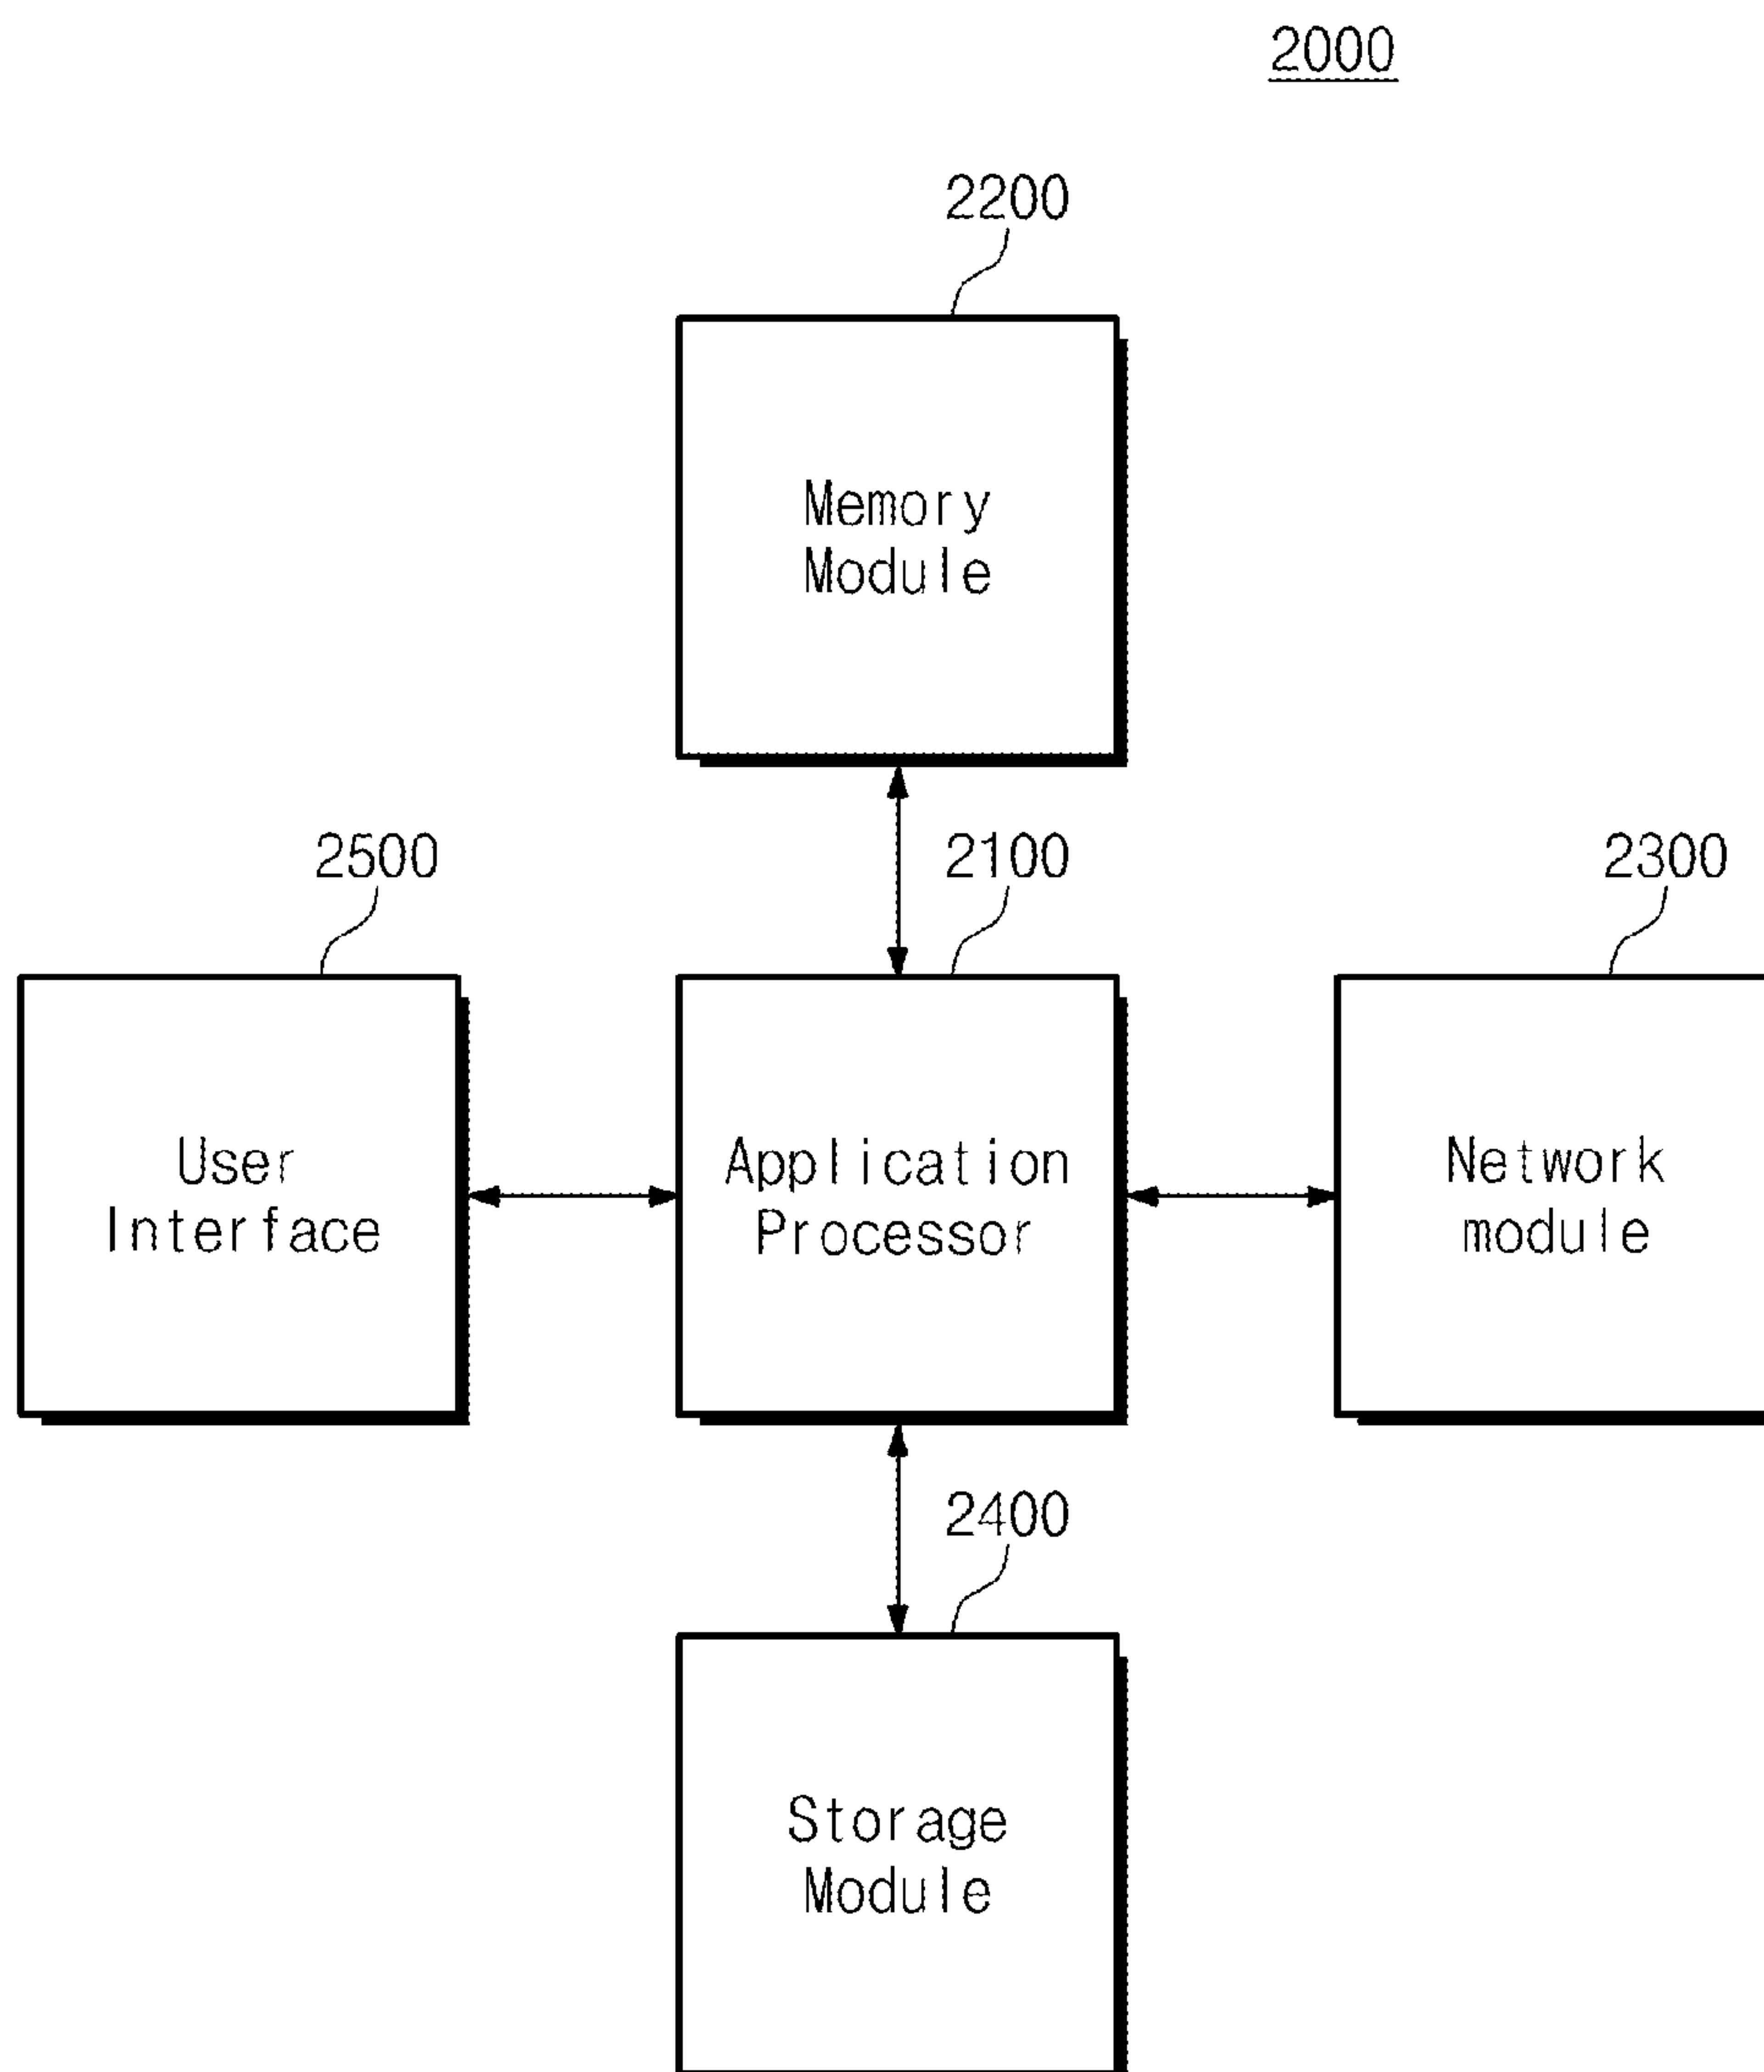 2000
2200
Memory
Module
2500
2100
2300
User
Interface
Application
Processor
Network
module
2400
Storage
Module